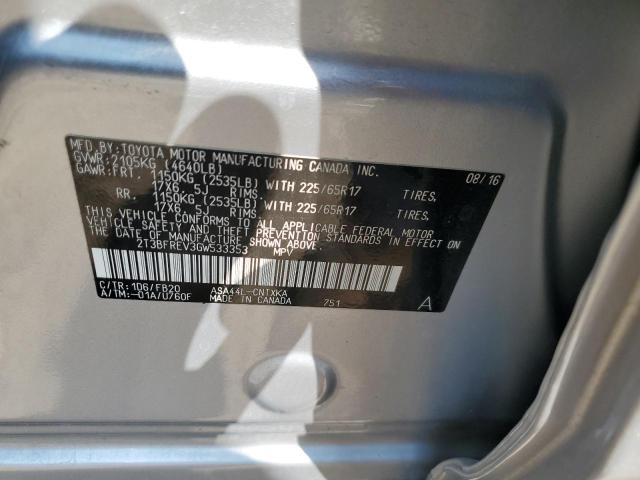 MFD.BY:TOYOTA MOTOR MANUFACTURING CANADA INC. 08/16
GVWR:2105KG (4640LB)
GAWR:FRT. 1150KG (2535LB) WITH 225/65R17 TIRES,
17X6.5J RIMS.
RR. 1150KG (2535LB) WITH 225/65R17 TIRES,
17X6.5J RIMS.
THIS VEHICLE CONFORMS TO ALL APPLICABLE FEDERAL MOTOR
VEHICLE SAFETY AND THEFT PREVENTION STANDARDS IN EFFECT ON
THE DATE OF MANUFACTURE SHOWN ABOVE.
2T3BFREV3GW533353 MPV
C/TR:1D6/FB20 ASA44L-CNTXKA
A/TM:-01A/U760F MADE IN CANADA 7S1 A